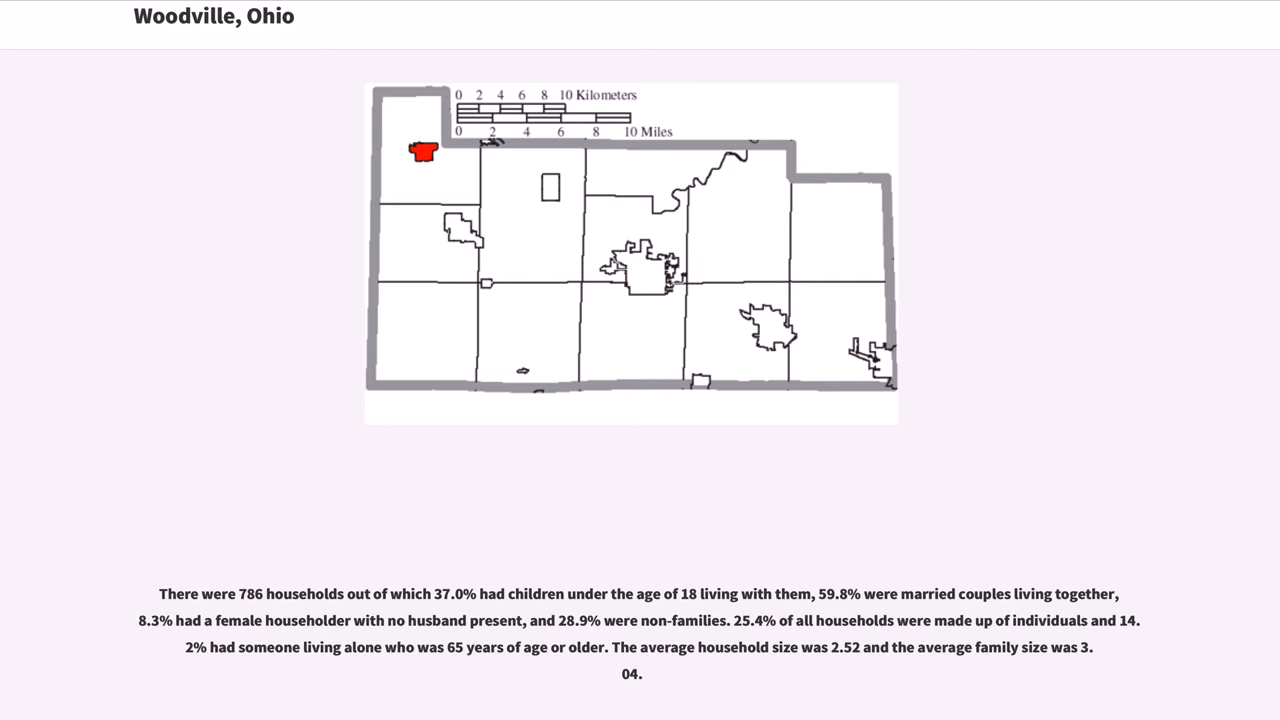 Woodville, Ohio
0 2 4 6 8 10 Kilometers
0 2 4 6 8 10 Miles
There were 786 households out of which 37.0% had children under the age of 18 living with them, 59.8% were married couples living together,
8.3% had a female householder with no husband present, and 28.9% were non-families. 25.4% of all households were made up of individuals and 14.
2% had someone living alone who was 65 years of age or older. The average household size was 2.52 and the average family size was 3.
04.